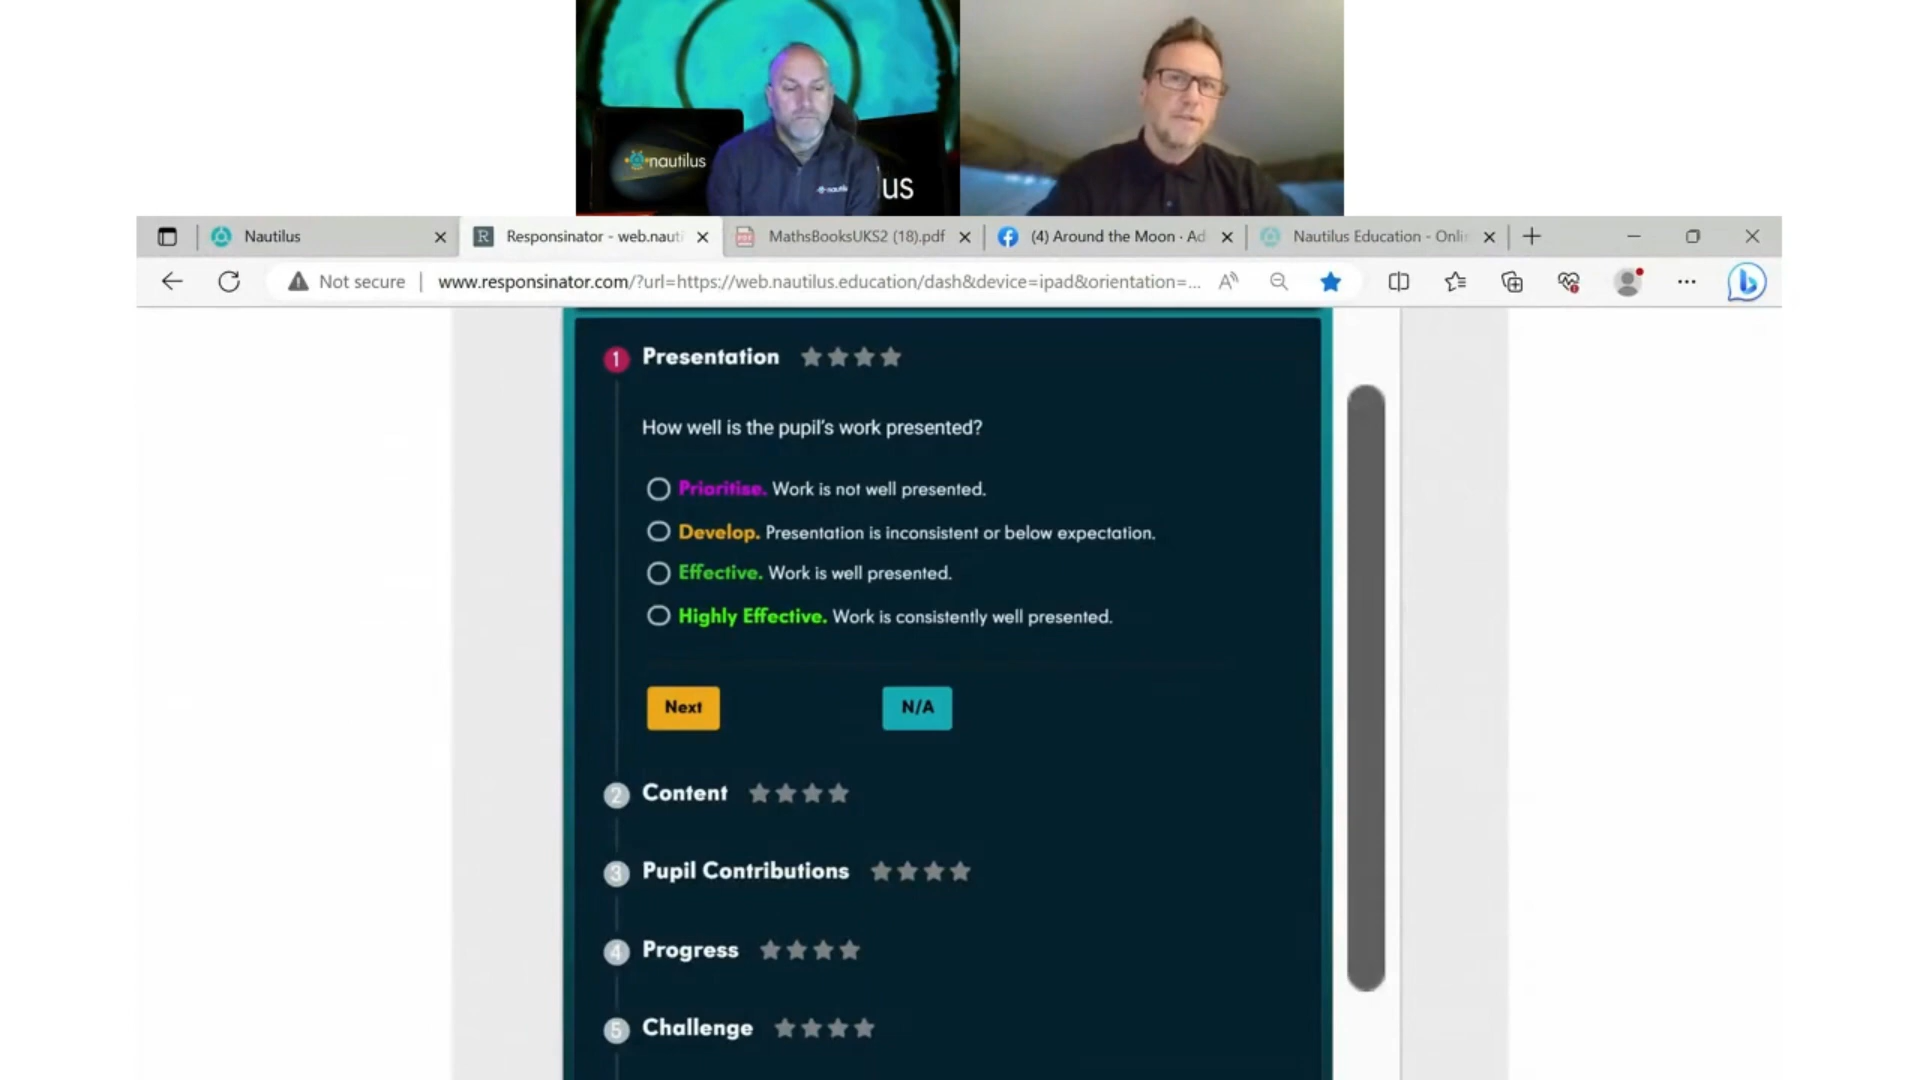 nautilus
us
Nautilus
Responsinator - web.nauti
MathsBooksUKS2 (18).pdf
(4) Around the Moon · Ad
Nautilus Education - Onli
Not secure
www.responsinator.com/?url=https://web.nautilus.education/dash&device=ipad&orientation=...
1 Presentation
How well is the pupil's work presented?
Prioritise. Work is not well presented.
Develop. Presentation is inconsistent or below expectation.
Effective. Work is well presented.
Highly Effective. Work is consistently well presented.
Next
N/A
2 Content
3 Pupil Contributions
4 Progress
5 Challenge